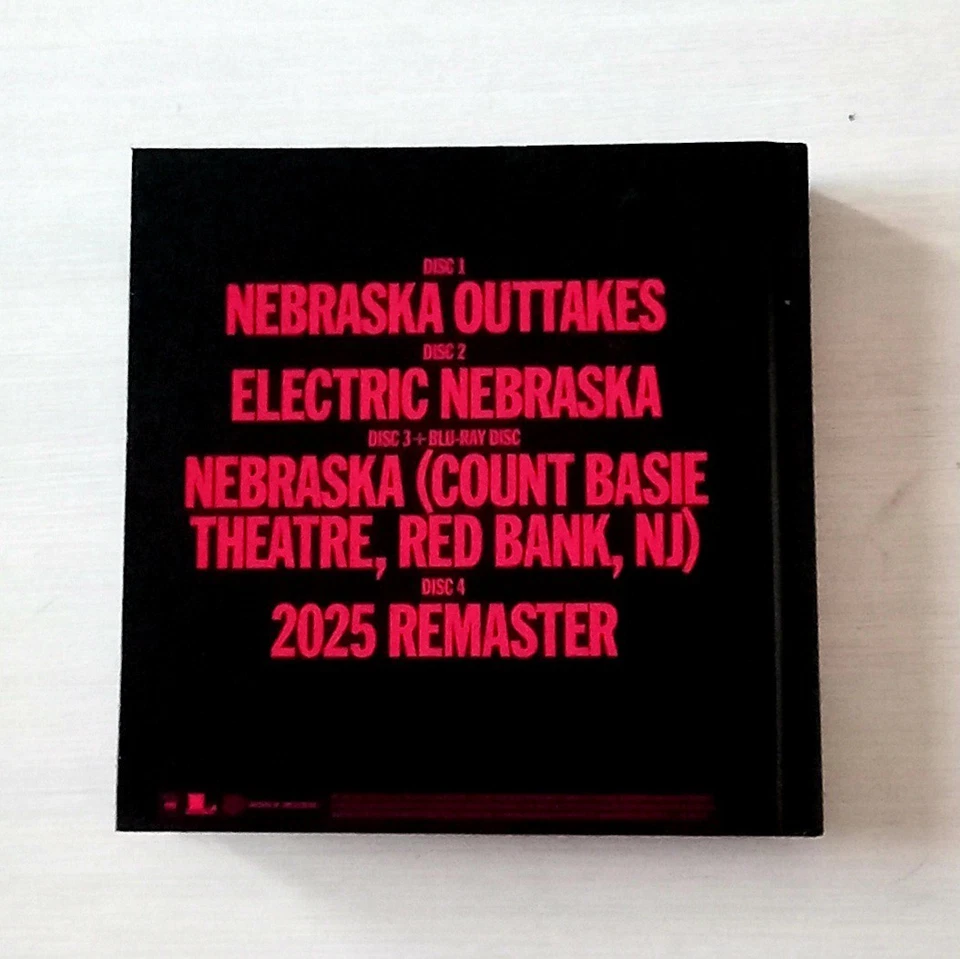 DISC 1
NEBRASKA OUTTAKES
DISC 2
ELECTRIC NEBRASKA
DISC 3 + BLU-RAY DISC
NEBRASKA (COUNT BASIE
THEATRE, RED BANK, NJ)
DISC 4
2025 REMASTER